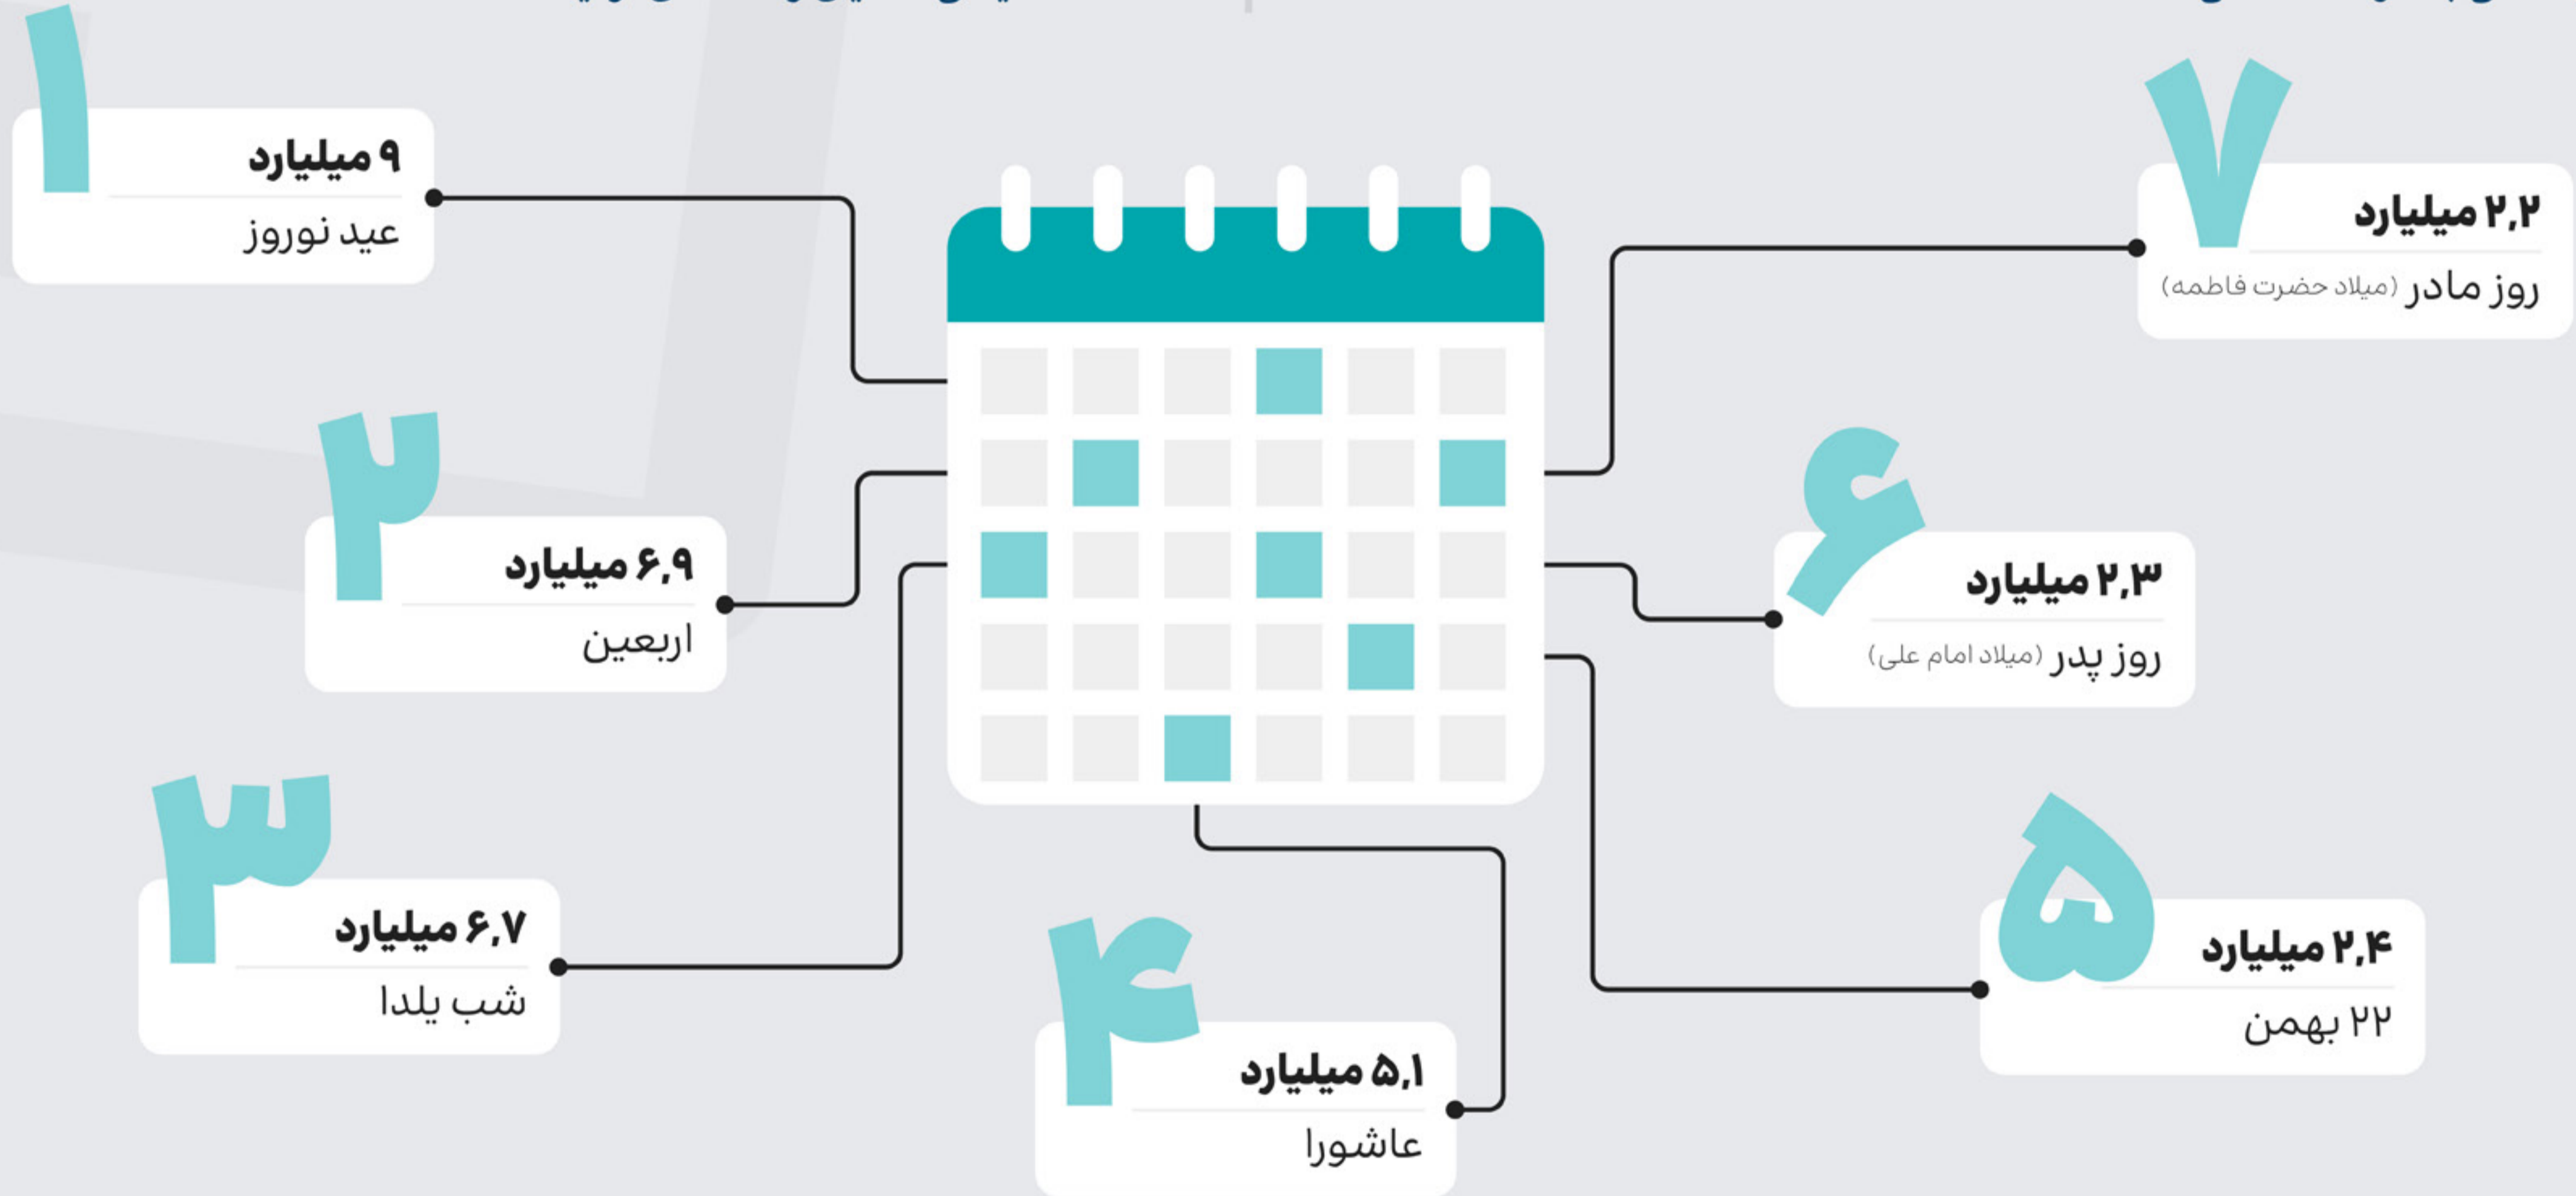 ۱
۹ میلیارد
عید نوروز
۲
۶,۹ میلیارد
اربعین
۳
۶,۷ میلیارد
شب یلدا
۴
۵,۱ میلیارد
عاشورا
۵
۲,۴ میلیارد
۲۲ بهمن
۶
۲,۳ میلیارد
روز پدر (میلاد امام علی)
۷
۲,۲ میلیارد
روز مادر (میلاد حضرت فاطمه)